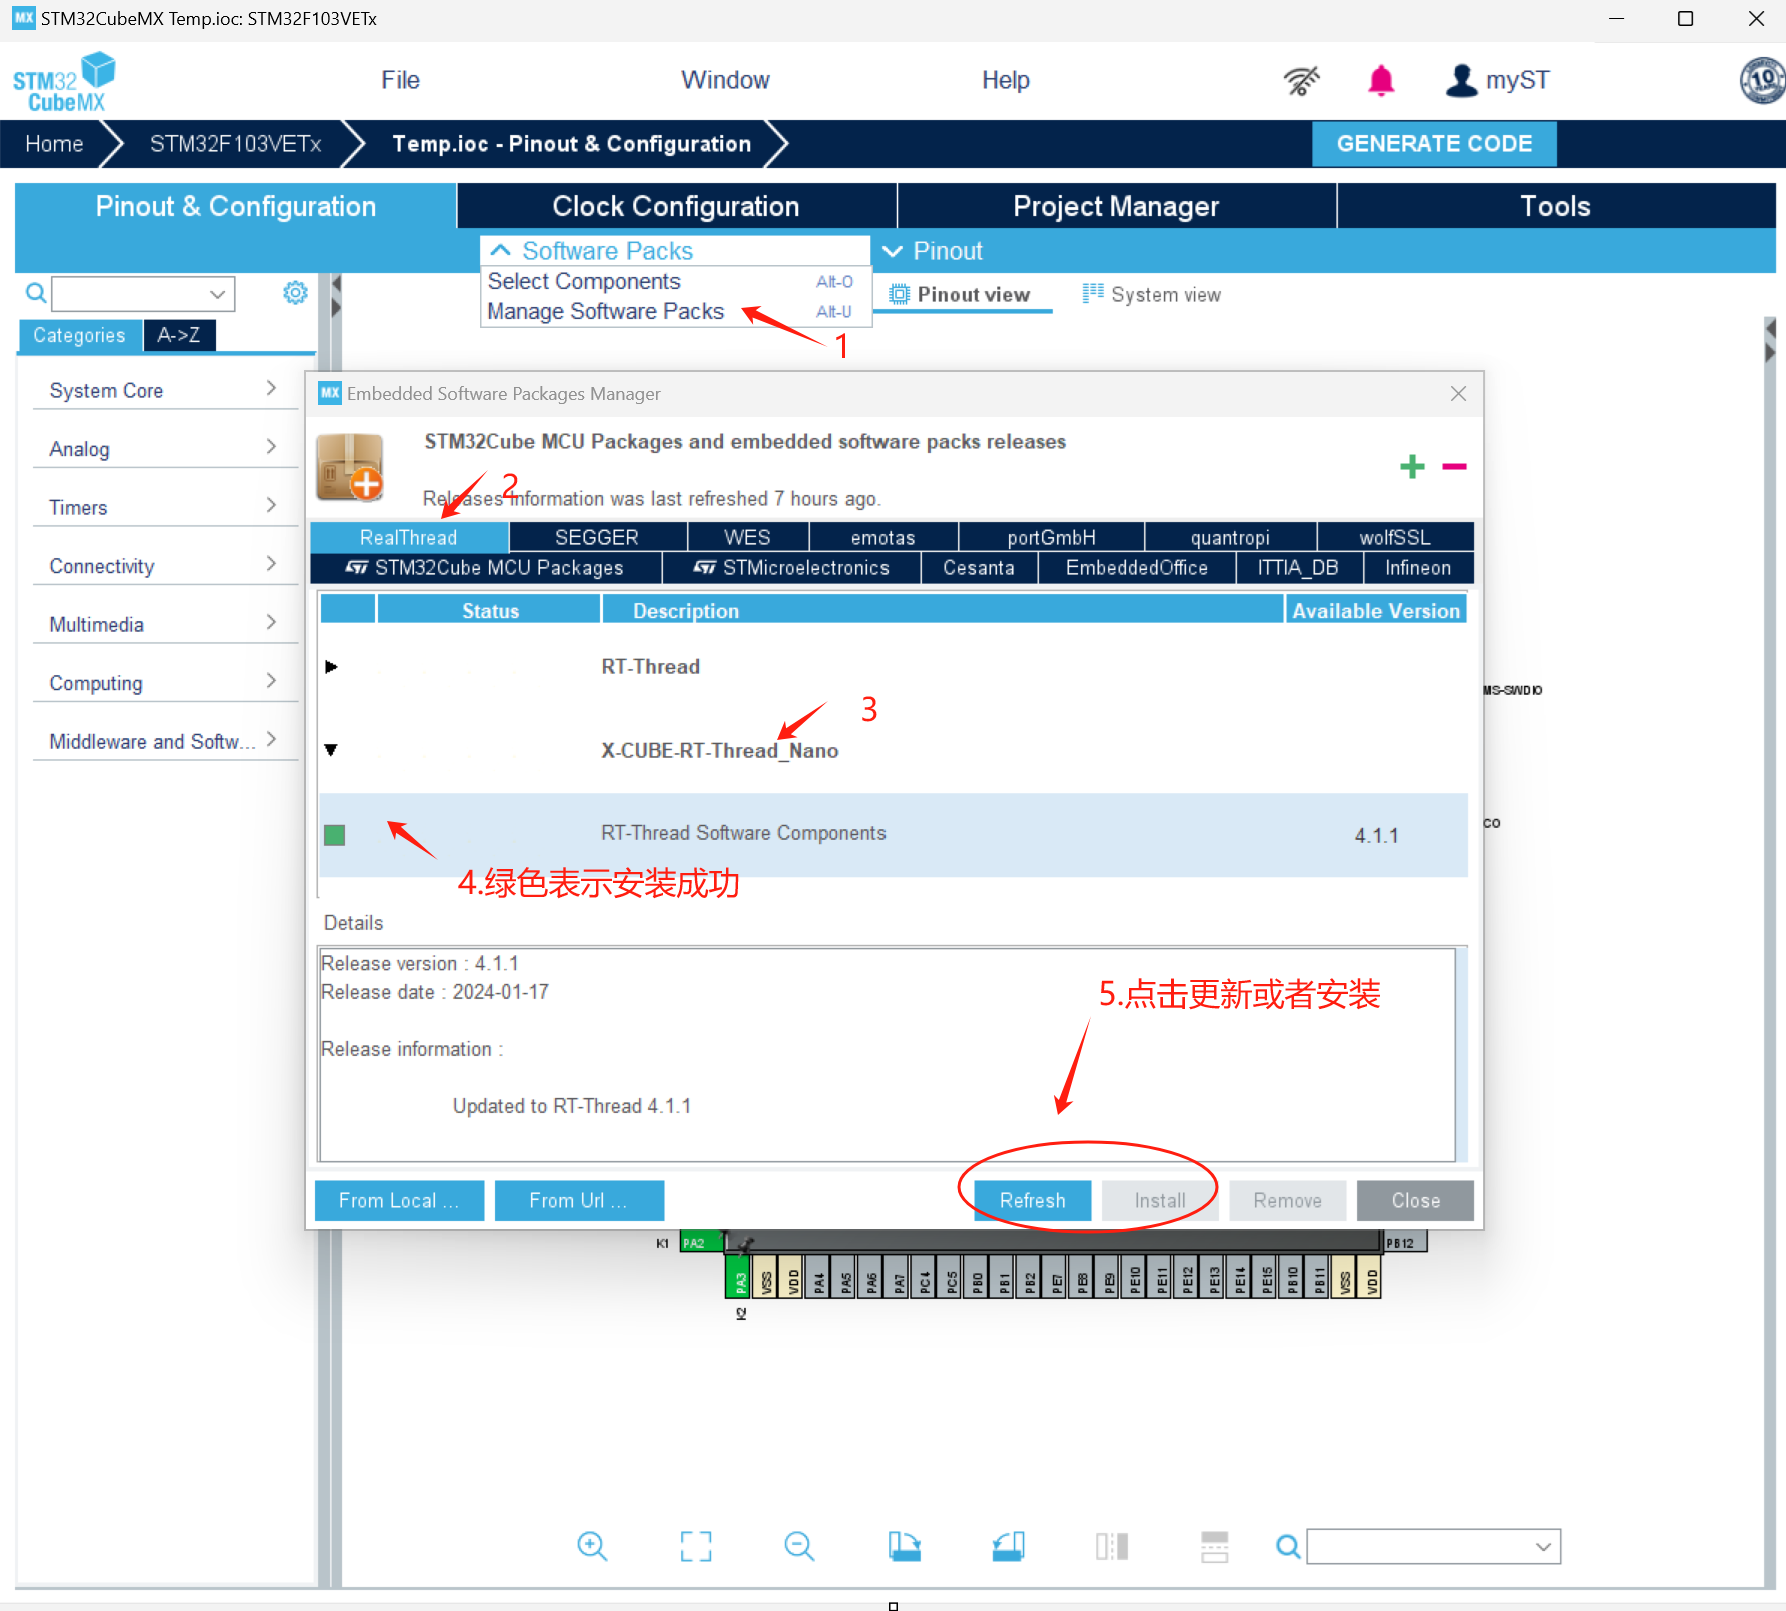 MX STM32CubeMX Temp.ioc: STM32F103VETx
STM32 CubeMX
File
Window
Help
myST
10
Home
STM32F103VETx
Temp.ioc - Pinout & Configuration
GENERATE CODE
Pinout & Configuration
Clock Configuration
Project Manager
Tools
Software Packs
Pinout
Select Components Alt-O
Manage Software Packs Alt-U
1
Pinout view
System view
Categories
A->Z
System Core
Analog
Timers
Connectivity
Multimedia
Computing
Middleware and Softw...
MX Embedded Software Packages Manager
STM32Cube MCU Packages and embedded software packs releases
2
Releases Information was last refreshed 7 hours ago.
RealThread
SEGGER
WES
emotas
portGmbH
quantropi
wolfSSL
STM32Cube MCU Packages
STMicroelectronics
Cesanta
EmbeddedOffice
ITTIA_DB
Infineon
Status
Description
Available Version
RT-Thread
3
X-CUBE-RT-Thread_Nano
RT-Thread Software Components
4.1.1
4.绿色表示安装成功
Details
Release version : 4.1.1
Release date : 2024-01-17
Release information :
Updated to RT-Thread 4.1.1
5.点击更新或者安装
From Local ...
From Url ...
Refresh
Install
Remove
Close
MS-SWDIO
CO
K1
PA2
PB12
PA3
VSS
VDD
PA4
PA5
PA6
PA7
PC4
PC5
PB0
PB1
PB2
PE7
PE8
PE9
PE10
PE11
PE12
PE13
PE14
PE15
PB10
PB11
VSS
VDD
K2